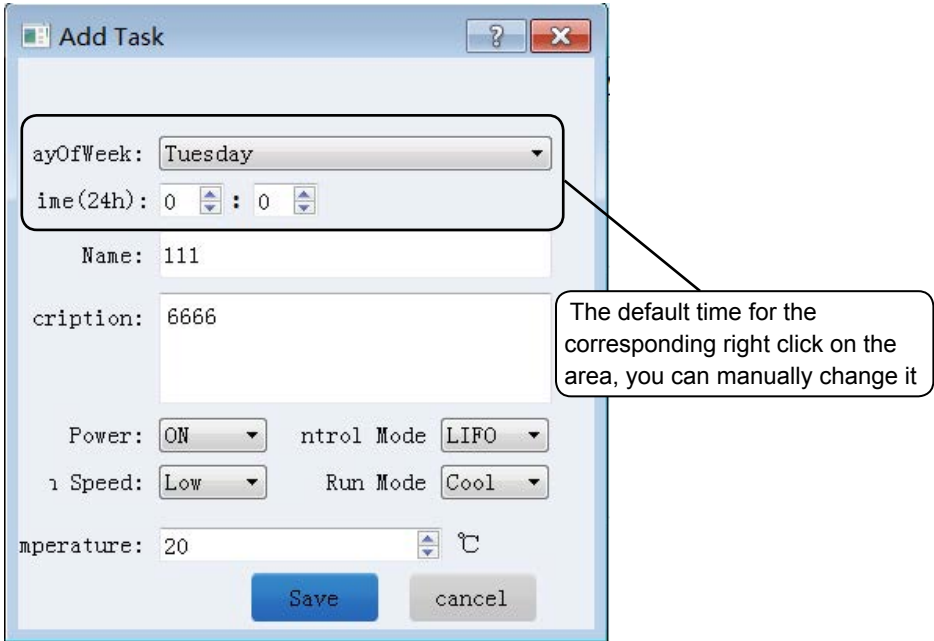 Add Task
ayOfWeek: Tuesday
ime(24h): 0 : 0
Name: 111
cription: 6666
The default time for the
corresponding right click on the
area, you can manually change it
Power: ON ntrol Mode LIFO
Speed: Low Run Mode Cool
mperature: 20 ℃
Save cancel